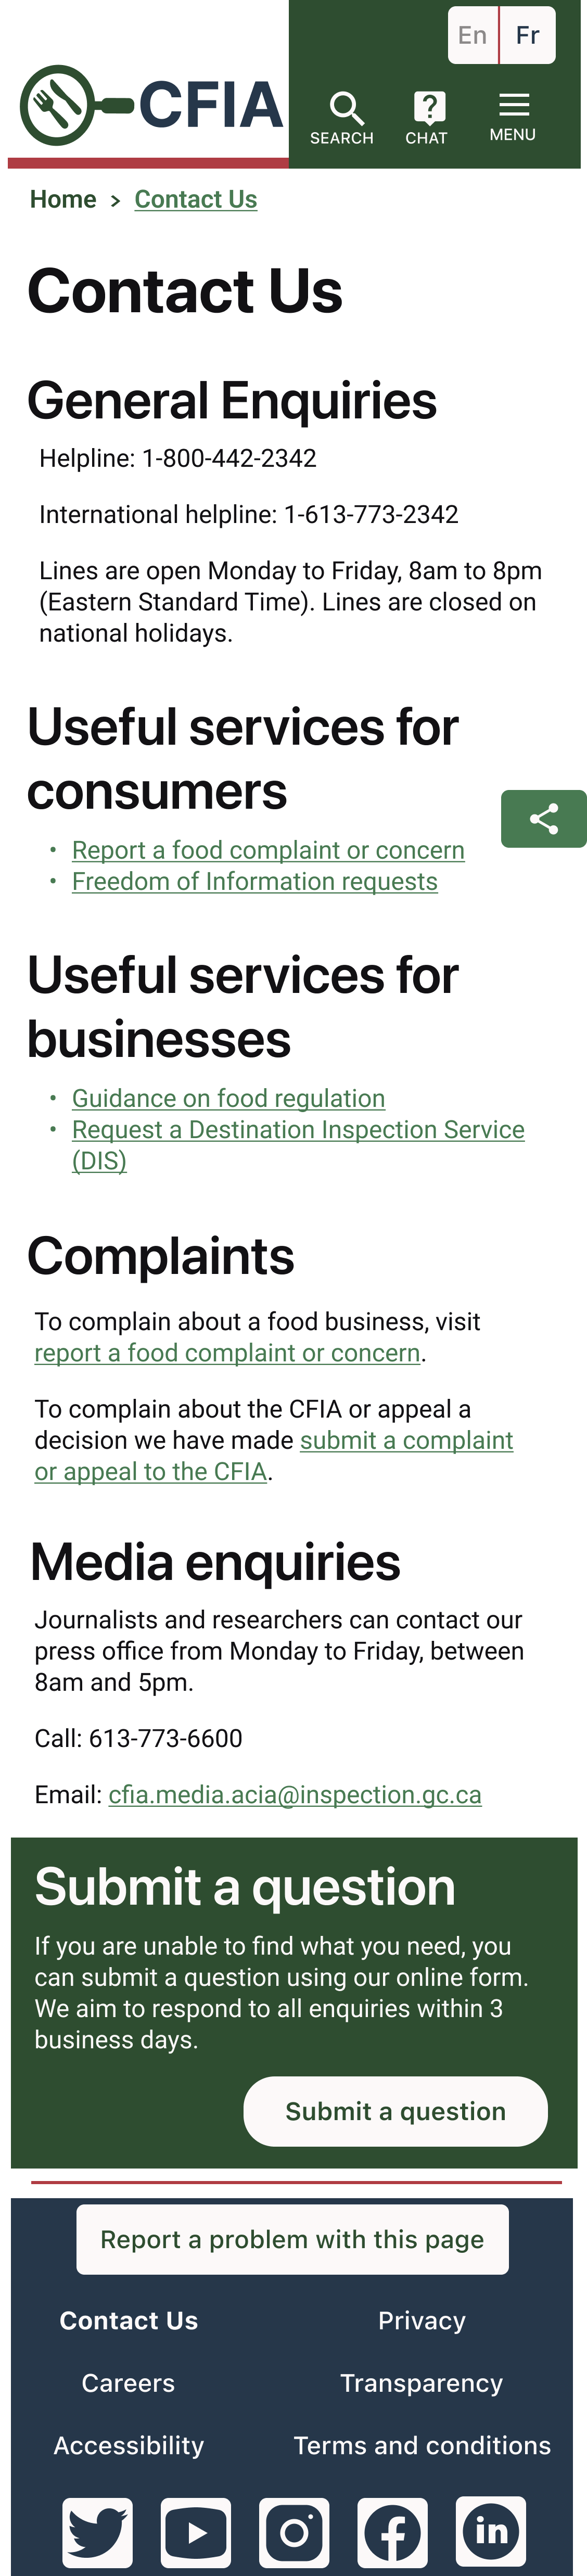 En Fr
CFIA
SEARCH CHAT MENU
Home > Contact Us
Contact Us
General Enquiries
Helpline: 1-800-442-2342
International helpline: 1-613-773-2342
Lines are open Monday to Friday, 8am to 8pm
(Eastern Standard Time). Lines are closed on
national holidays.
Useful services for
consumers
• Report a food complaint or concern
• Freedom of Information requests
Useful services for
businesses
• Guidance on food regulation
• Request a Destination Inspection Service
(DIS)
Complaints
To complain about a food business, visit
report a food complaint or concern.
To complain about the CFIA or appeal a
decision we have made submit a complaint
or appeal to the CFIA.
Media enquiries
Journalists and researchers can contact our
press office from Monday to Friday, between
8am and 5pm.
Call: 613-773-6600
Email: cfia.media.acia@inspection.gc.ca
Submit a question
If you are unable to find what you need, you
can submit a question using our online form.
We aim to respond to all enquiries within 3
business days.
Submit a question
Report a problem with this page
Contact Us Privacy
Careers Transparency
Accessibility Terms and conditions
in